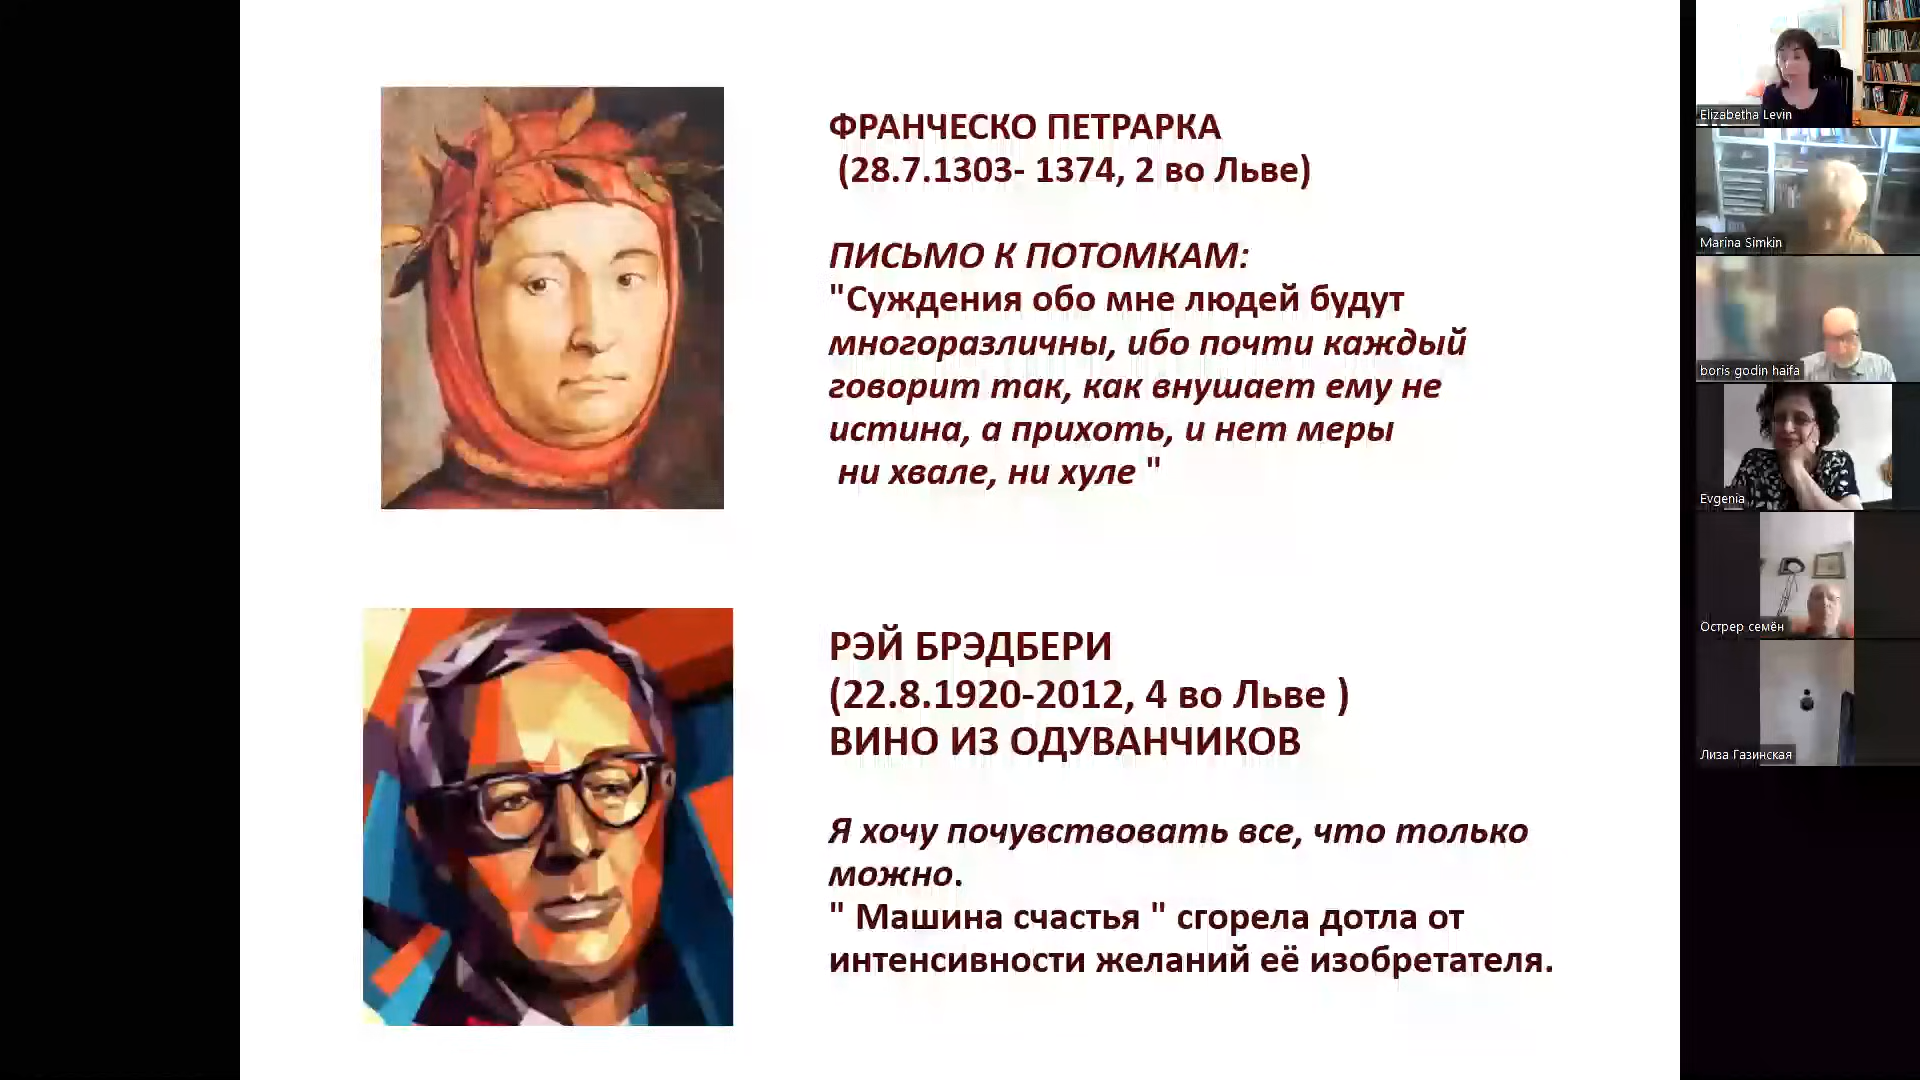 ФРАНЧЕСКО ПЕТРАРКА
(28.7.1303- 1374, 2 во Льве)
ПИСЬМО К ПОТОМКАМ:
"Суждения обо мне людей будут
многоразличны, ибо почти каждый
говорит так, как внушает ему не
истина, а прихоть, и нет меры
ни хвале, ни хуле "
РЭЙ БРЭДБЕРИ
(22.8.1920-2012, 4 во Льве )
ВИНО ИЗ ОДУВАНЧИКОВ
Я хочу почувствовать все, что только
можно.
" Машина счастья " сгорела дотла от
интенсивности желаний её изобретателя.
Elizabetha Levin
Marina Simkin
boris godin haifa
Evgenia
Острер семён
Лиза Газинская